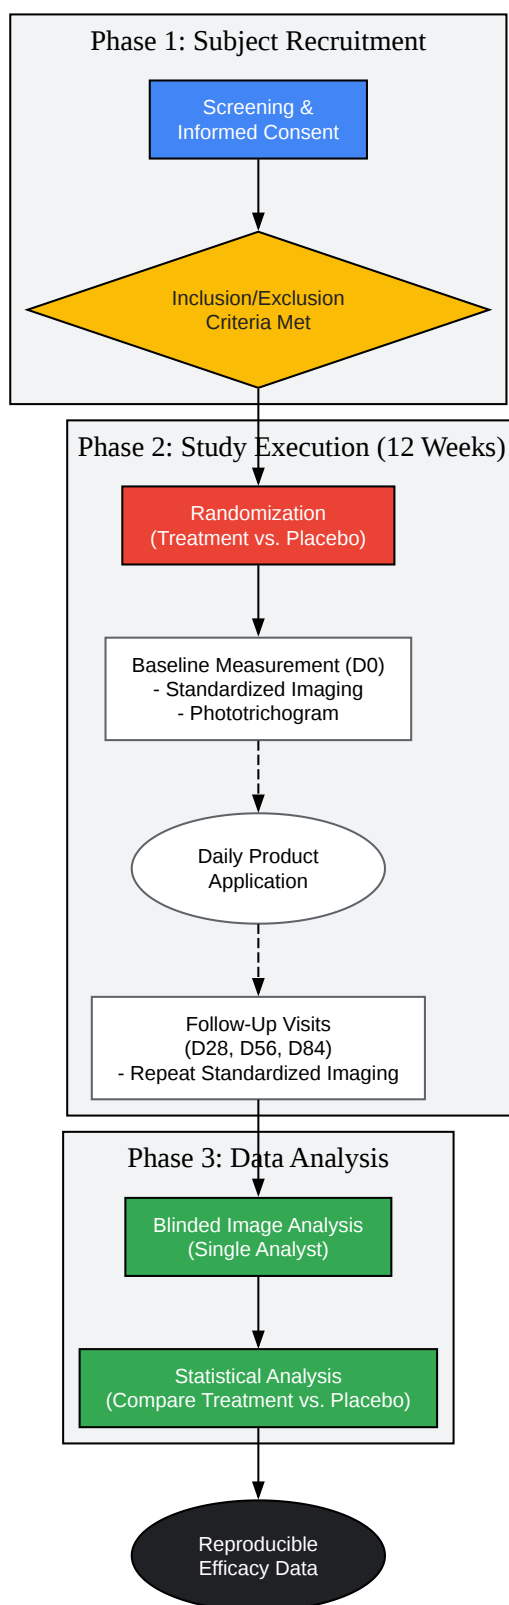 Phase 1: Subject Recruitment
Screening &
Informed Consent
Inclusion/Exclusion
Criteria Met
Phase 2: Study Execution (12 Weeks)
Randomization
(Treatment vs. Placebo)
Baseline Measurement (D0)
- Standardized Imaging
- Phototrichogram
Daily Product
Application
Follow-Up Visits
(D28, D56, D84)
- Repeat Standardized Imaging
Phase 3: Data Analysis
Blinded Image Analysis
(Single Analyst)
Statistical Analysis
(Compare Treatment vs. Placebo)
Reproducible
Efficacy Data